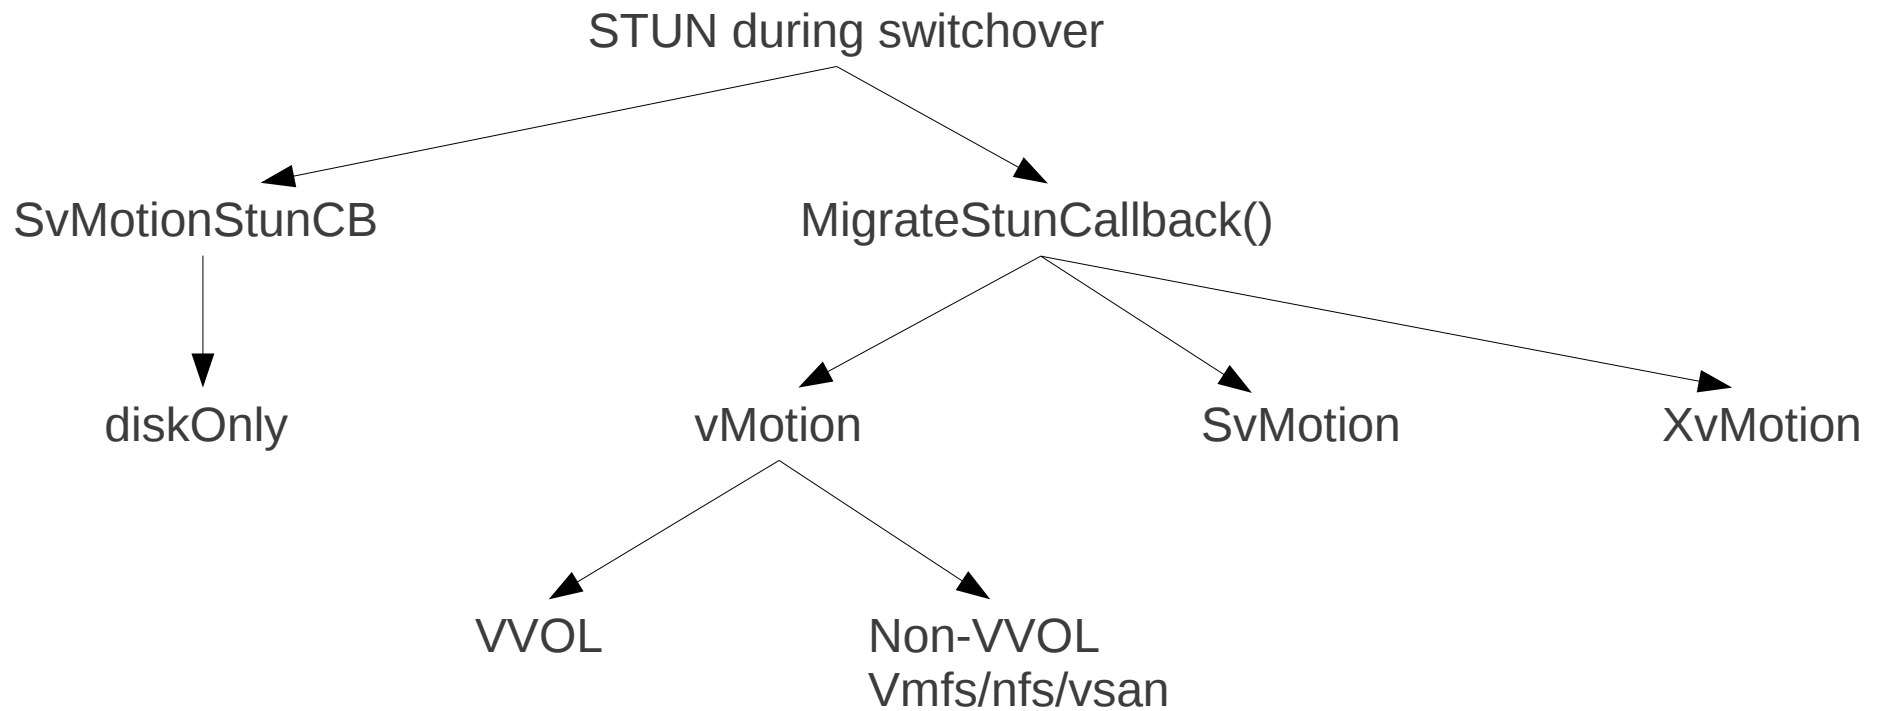 STUN during switchover
SvMotionStunCB
MigrateStunCallback()
diskOnly
vMotion
SvMotion
XvMotion
VVOL
Non-VVOL
Vmfs/nfs/vsan